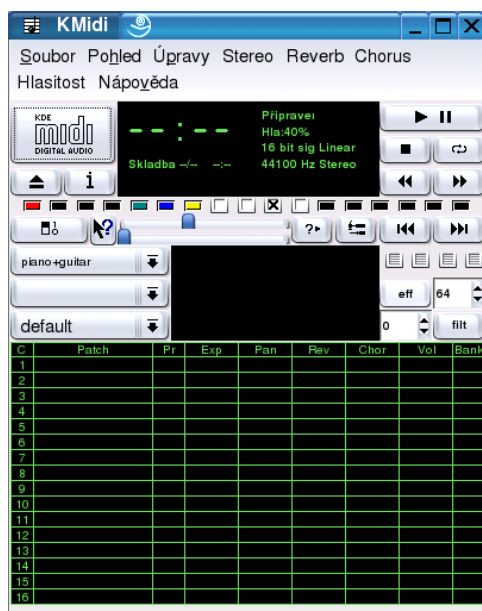 KMidi
Soubor Pohled Úpravy Stereo Reverb Chorus
Hlasitost Nápověda
KDE
midi
DIGITAL AUDIO
--:--
Připraven
Hla:40%
16 bit sig Linear
Skladba --/-- --:--
44100 Hz Stereo
i
?
?
piano+guitar
eff
64
default
0
filt
C Patch Pr Exp Pan Rev Chor Vol Bank
1
2
3
4
5
6
7
8
9
10
11
12
13
14
15
16